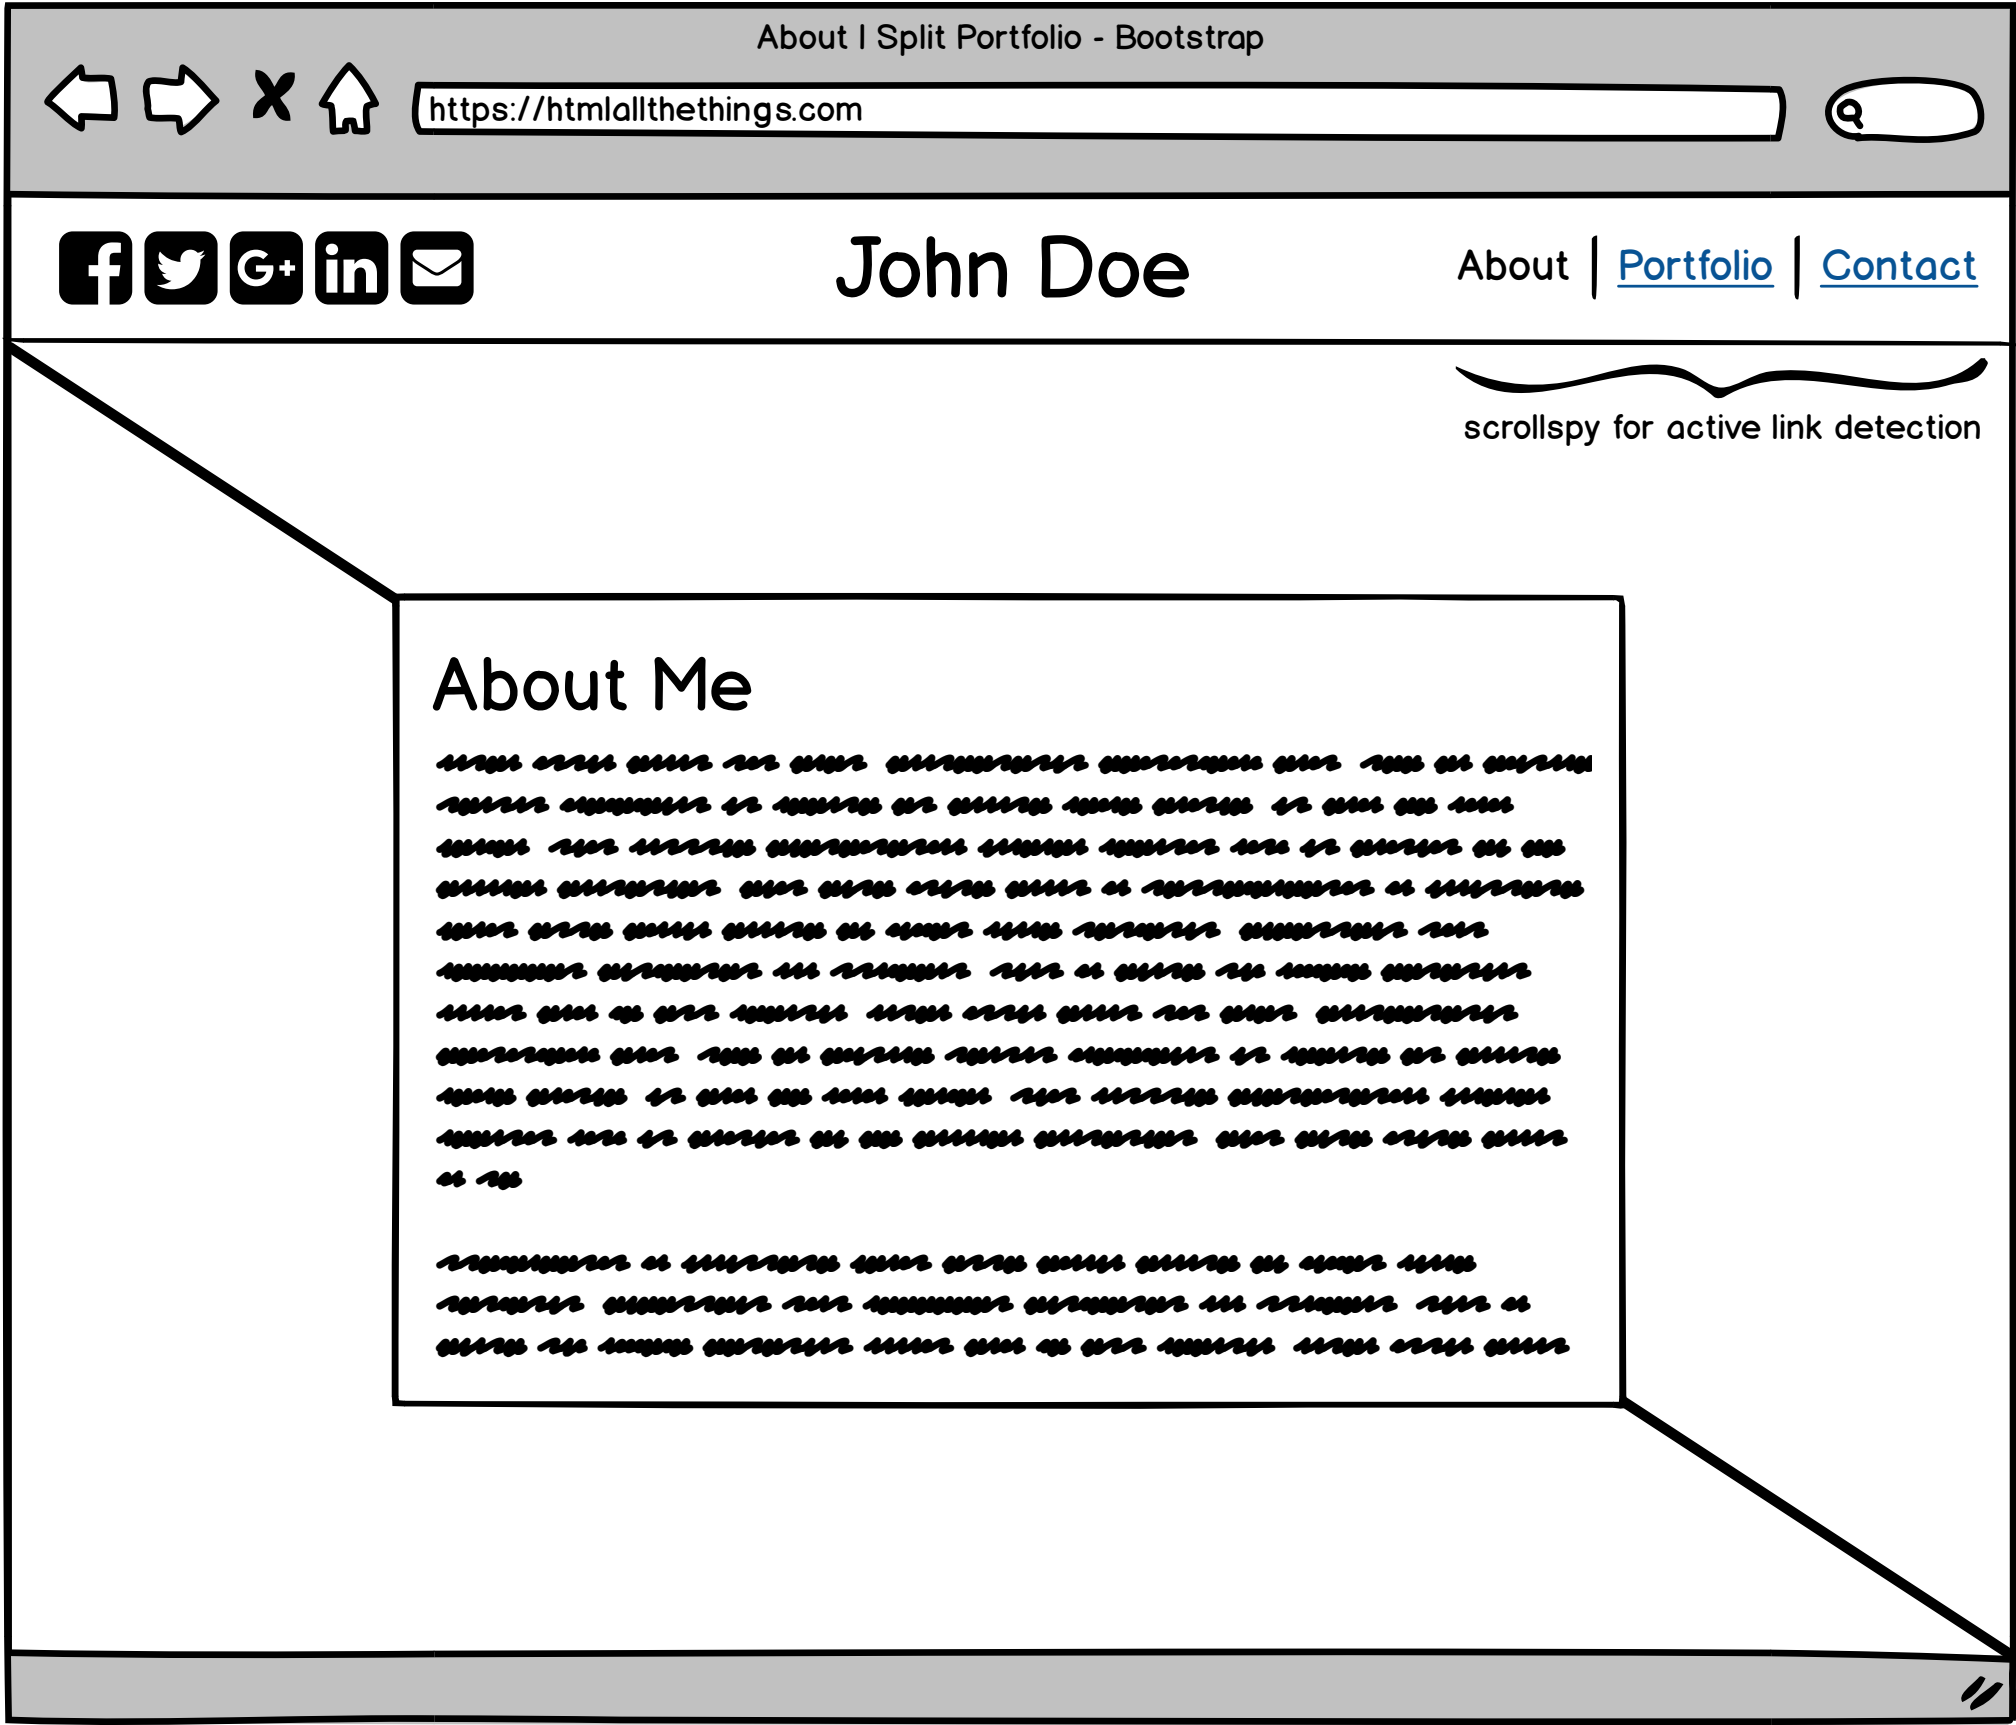 About | Split Portfolio - Bootstrap
https://htmlallthethings.com
John Doe
About | Portfolio | Contact
scrollspy for active link detection
About Me